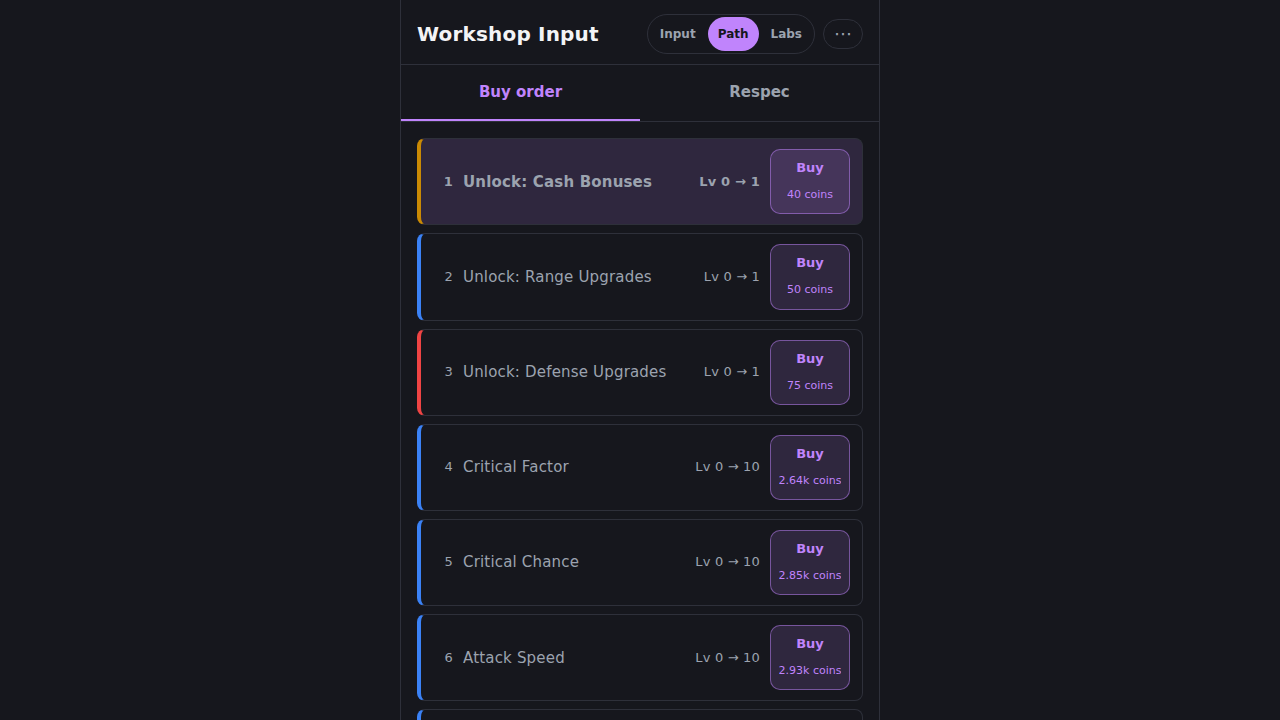 Workshop Input
Input Path Labs ···
Buy order Respec
1 Unlock: Cash Bonuses Lv 0 → 1 Buy 40 coins
2 Unlock: Range Upgrades Lv 0 → 1 Buy 50 coins
3 Unlock: Defense Upgrades Lv 0 → 1 Buy 75 coins
4 Critical Factor Lv 0 → 10 Buy 2.64k coins
5 Critical Chance Lv 0 → 10 Buy 2.85k coins
6 Attack Speed Lv 0 → 10 Buy 2.93k coins